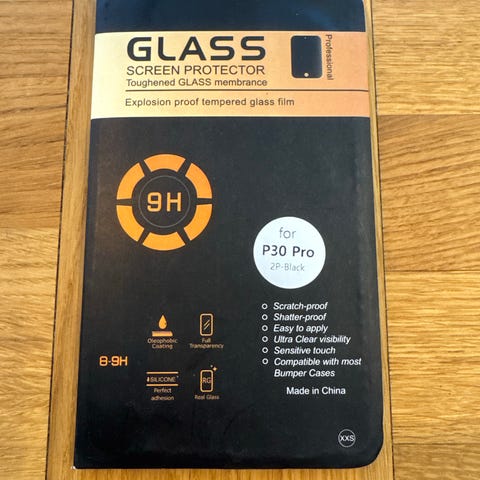 GLASS
SCREEN PROTECTOR
Toughened GLASS membrance
Professional
Explosion proof tempered glass film
9H
for
P30 Pro
2P-Black
Scratch-proof
Shatter-proof
Easy to apply
Ultra Clear visibility
Sensitive touch
Compatible with most
Bumper Cases
Made in China
8-9H
Oleophobic
Coating
Full
Transparency
SILICONE
Perfect
adhesion
RG
Real Glass
XXS